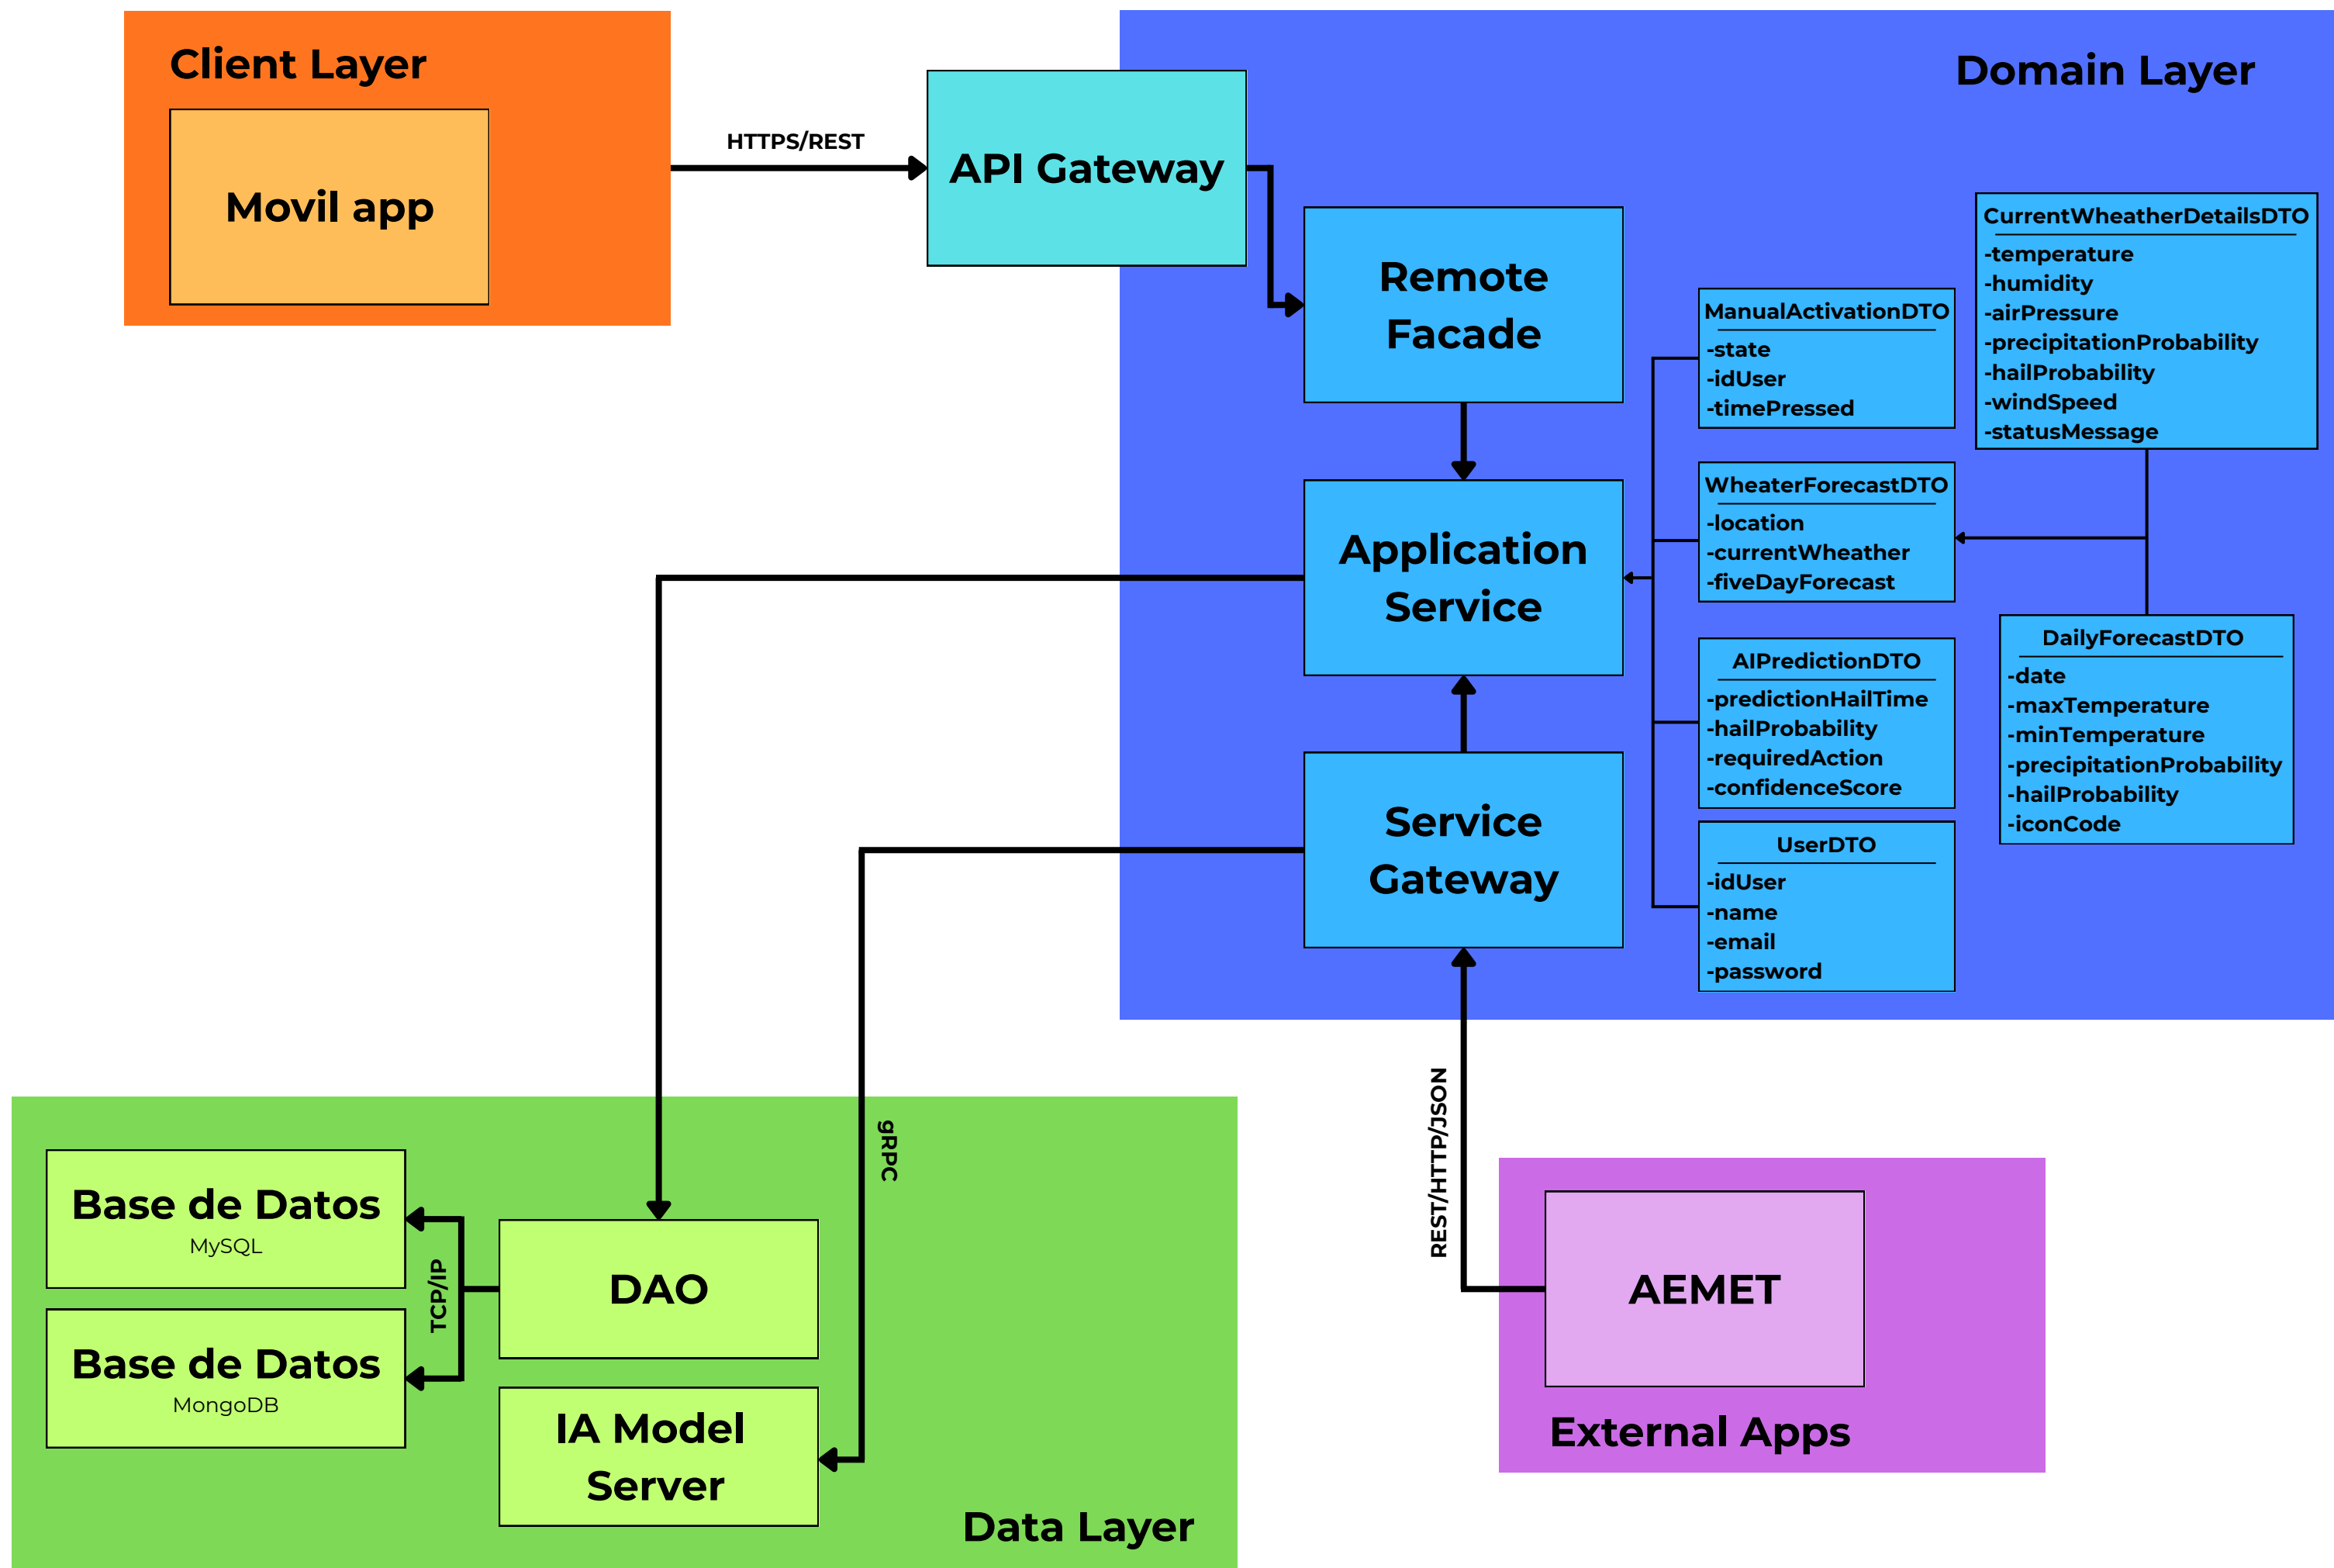 Client Layer
Movil app
HTTPS/REST
API Gateway
Domain Layer
Remote
Facade
Application
Service
Service
Gateway
ManualActivationDTO
-state
-idUser
-timePressed
WheaterForecastDTO
-location
-currentWheather
-fiveDayForecast
AIPredictionDTO
-predictionHailTime
-hailProbability
-requiredAction
-confidenceScore
UserDTO
-idUser
-name
-email
-password
CurrentWheatherDetailsDTO
-temperature
-humidity
-airPressure
-precipitationProbability
-hailProbability
-windSpeed
-statusMessage
DailyForecastDTO
-date
-maxTemperature
-minTemperature
-precipitationProbability
-hailProbability
-iconCode
gRPC
REST/HTTP/JSON
Base de Datos
MySQL
Base de Datos
MongoDB
TCP/IP
DAO
IA Model
Server
Data Layer
AEMET
External Apps